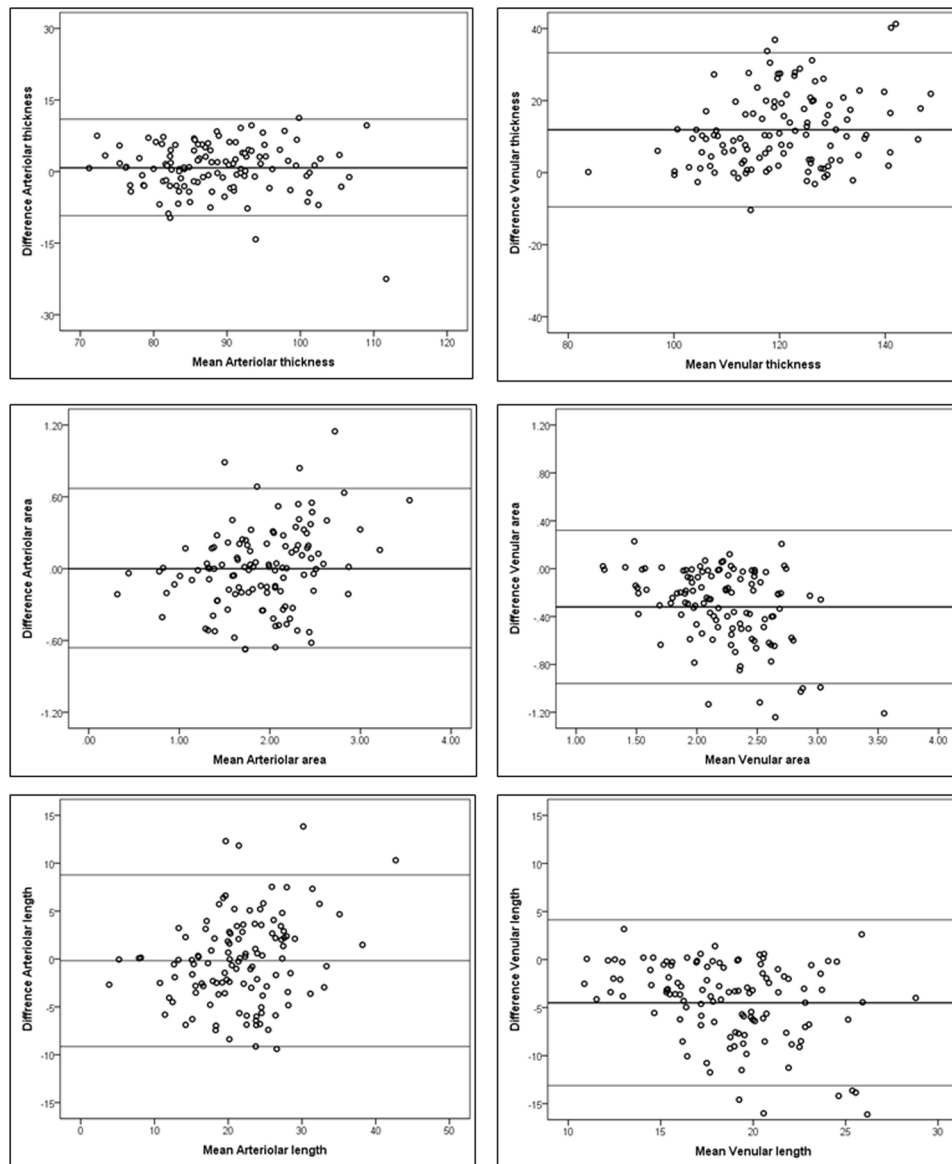 Difference Arteriolar thickness
30
15
0
-15
-30
70 80 90 100 110 120
Mean Arteriolar thickness
Difference Venular thickness
40
20
0
-20
-40
80 100 120 140
Mean Venular thickness
Difference Arteriolar area
1.20
.60
.00
-.60
-1.20
.00 1.00 2.00 3.00 4.00
Mean Arteriolar area
Difference Venular area
1.20
.80
.40
.00
-.40
-.80
-1.20
1.00 1.50 2.00 2.50 3.00 3.50 4.00
Mean Venular area
Diffrence Arteriolar length
15
10
5
0
-5
-10
-15
0 10 20 30 40 50
Mean Arteriolar length
Difference Venular length
15
10
5
0
-5
-10
-15
10 15 20 25 30
Mean Venular length